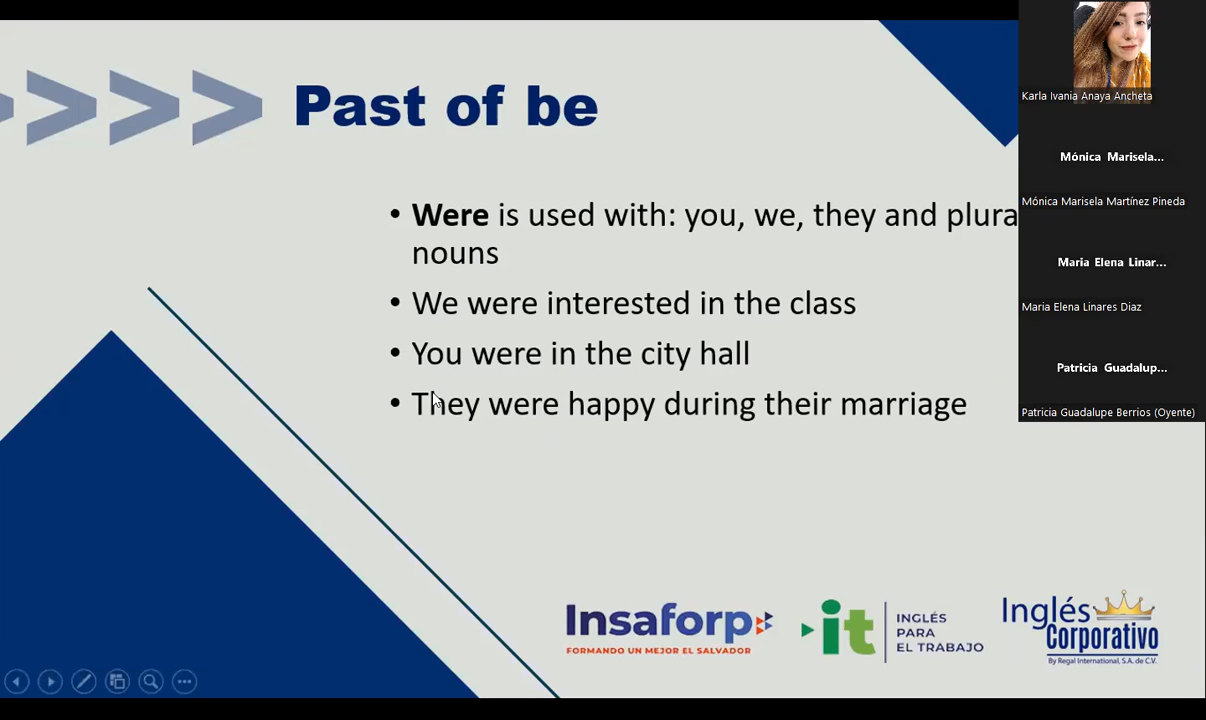 Past of be
• Were is used with: you, we, they and plura
nouns
• We were interested in the class
• You were in the city hall
• They were happy during their marriage
Karla Ivania Anaya Ancheta
Mónica Marisela...
Mónica Marisela Martínez Pineda
Maria Elena Linar...
Maria Elena Linares Diaz
Patricia Guadalup...
Patricia Guadalupe Berrios (Oyente)
Insaforp
FORMANDO UN MEJOR EL SALVADOR
it
INGLÉS
PARA
EL TRABAJO
Inglés
Corporativo
By Regal International, S.A. de C.V.